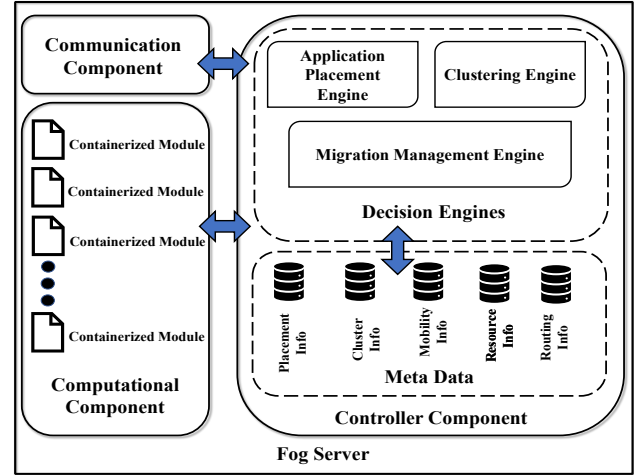 Communication
Component
Containerized Module
Containerized Module
Containerized Module
Containerized Module
Computational
Component
Application
Placement
Engine
Clustering Engine
Migration Management Engine
Decision Engines
Placement
Info
Cluster
Info
Mobility
Info
Resource
Info
Routing
Info
Meta Data
Controller Component
Fog Server